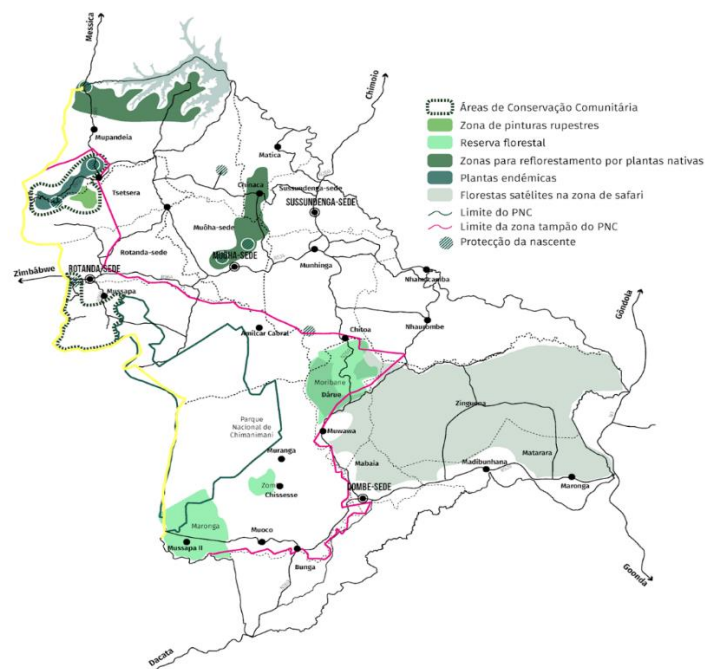 Messica
Chimoio
Áreas de Conservação Comunitária
Zona de pinturas rupestres
Reserva florestal
Zonas para reflorestamento por plantas nativas
Plantas endémicas
Florestas satélites na zona de safari
Limite do PNC
Limite da zona tampão do PNC
Protecção da nascente
Mupandeia
Matica
Tsetsera
Chinaca
Sussundenga-sede
SUSSUNDENGA-SEDE
Muôha-sede
Rotanda-sede
MUÔHA-SEDE
Munhinga
Zimbábwe
ROTANDA-SEDE
Mussapa
Nhamizamba
Gôndola
Amílcar Cabral
Chitoa
Nhaurombe
Moribane
Dárue
Zinguena
Parque
Nacional de
Chimanimani
Muwawa
Muranga
Mabaia
Madibunhana
Matarara
Zom
Chissesse
DOMBE-SEDE
Maronga
Maronga
Mussapa II
Muoco
Bunga
Goonda
Dacata